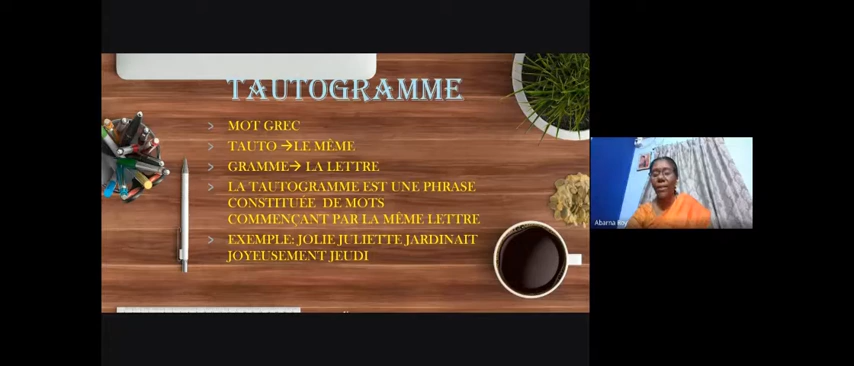 TAUTOGRAMME
MOT GREC
TAUTO →LE MÊME
GRAMME→ LA LETTRE
LA TAUTOGRAMME EST UNE PHRASE
CONSTITUÉE DE MOTS
COMMENÇANT PAR LA MÊME LETTRE
EXEMPLE: JOLIE JULIETTE JARDINAIT
JOYEUSEMENT JEUDI
Abarna Roy